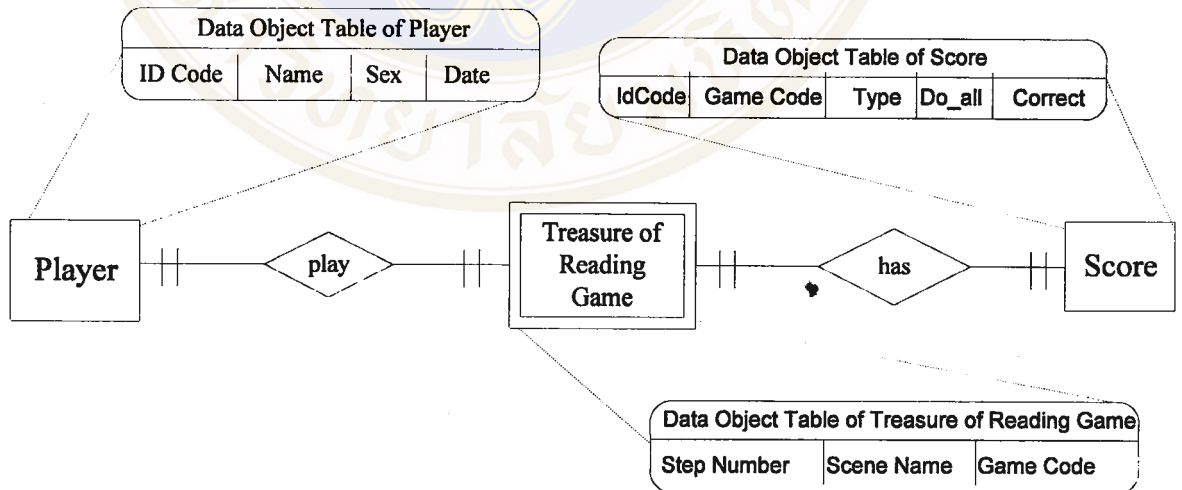 Data Object Table of Player
ID Code Name Sex Date
Data Object Table of Score
IdCode Game Code Type Do_all Correct
Player
play
Treasure of
Reading
Game
has
Score
Data Object Table of Treasure of Reading Game
Step Number Scene Name Game Code